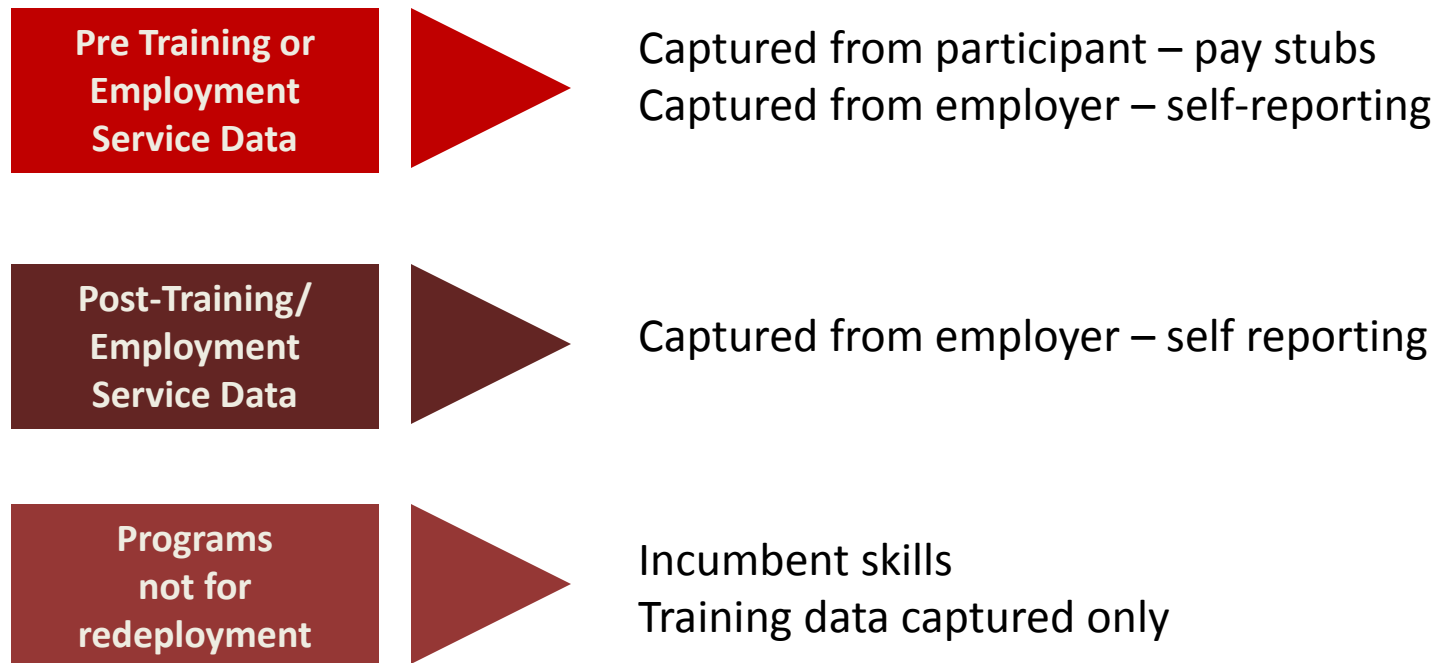 Pre Training or
Employment
Service Data
Captured from participant – pay stubs
Captured from employer – self-reporting
Post-Training/
Employment
Service Data
Captured from employer – self reporting
Programs
not for
redeployment
Incumbent skills
Training data captured only